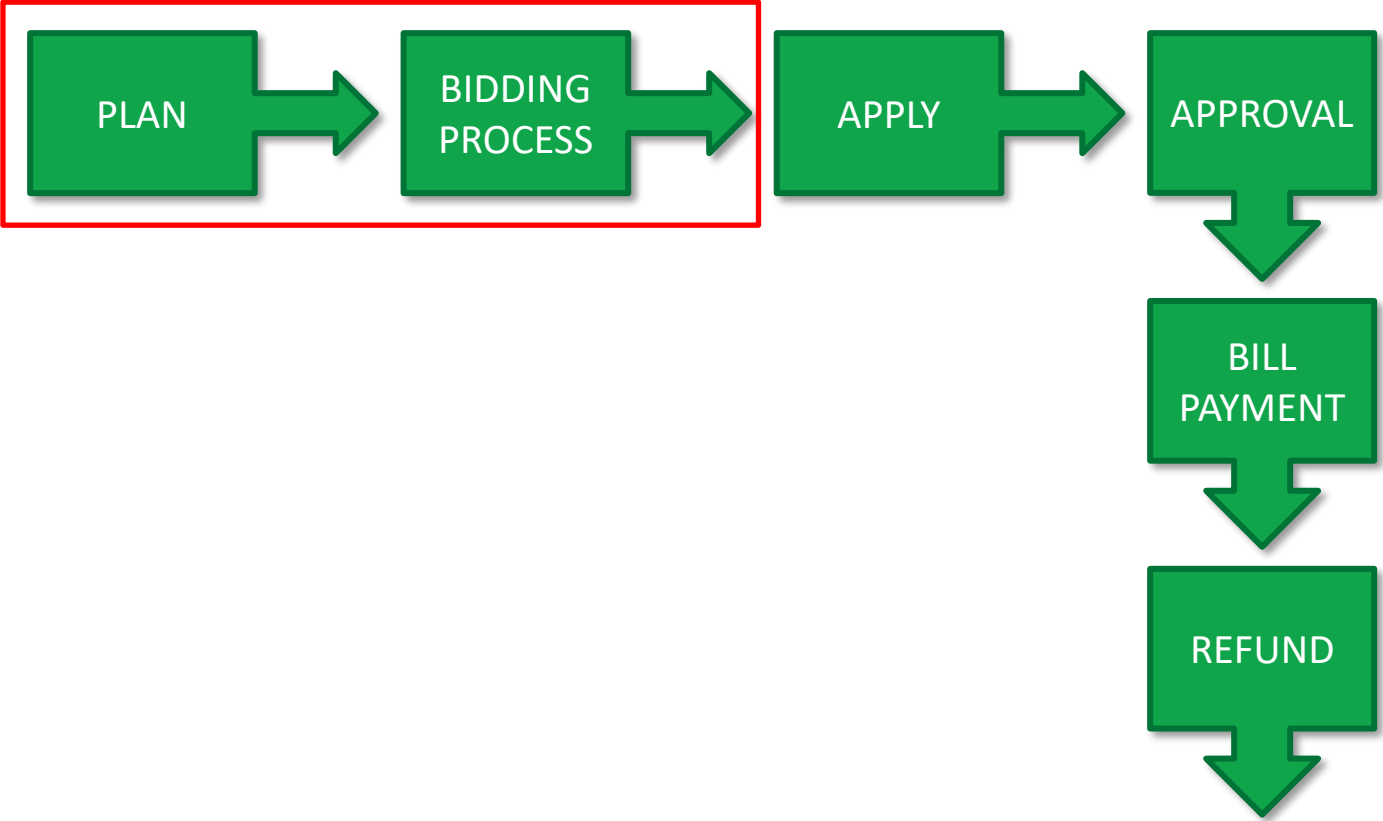 PLAN
BIDDING
PROCESS
APPLY
APPROVAL
BILL
PAYMENT
REFUND